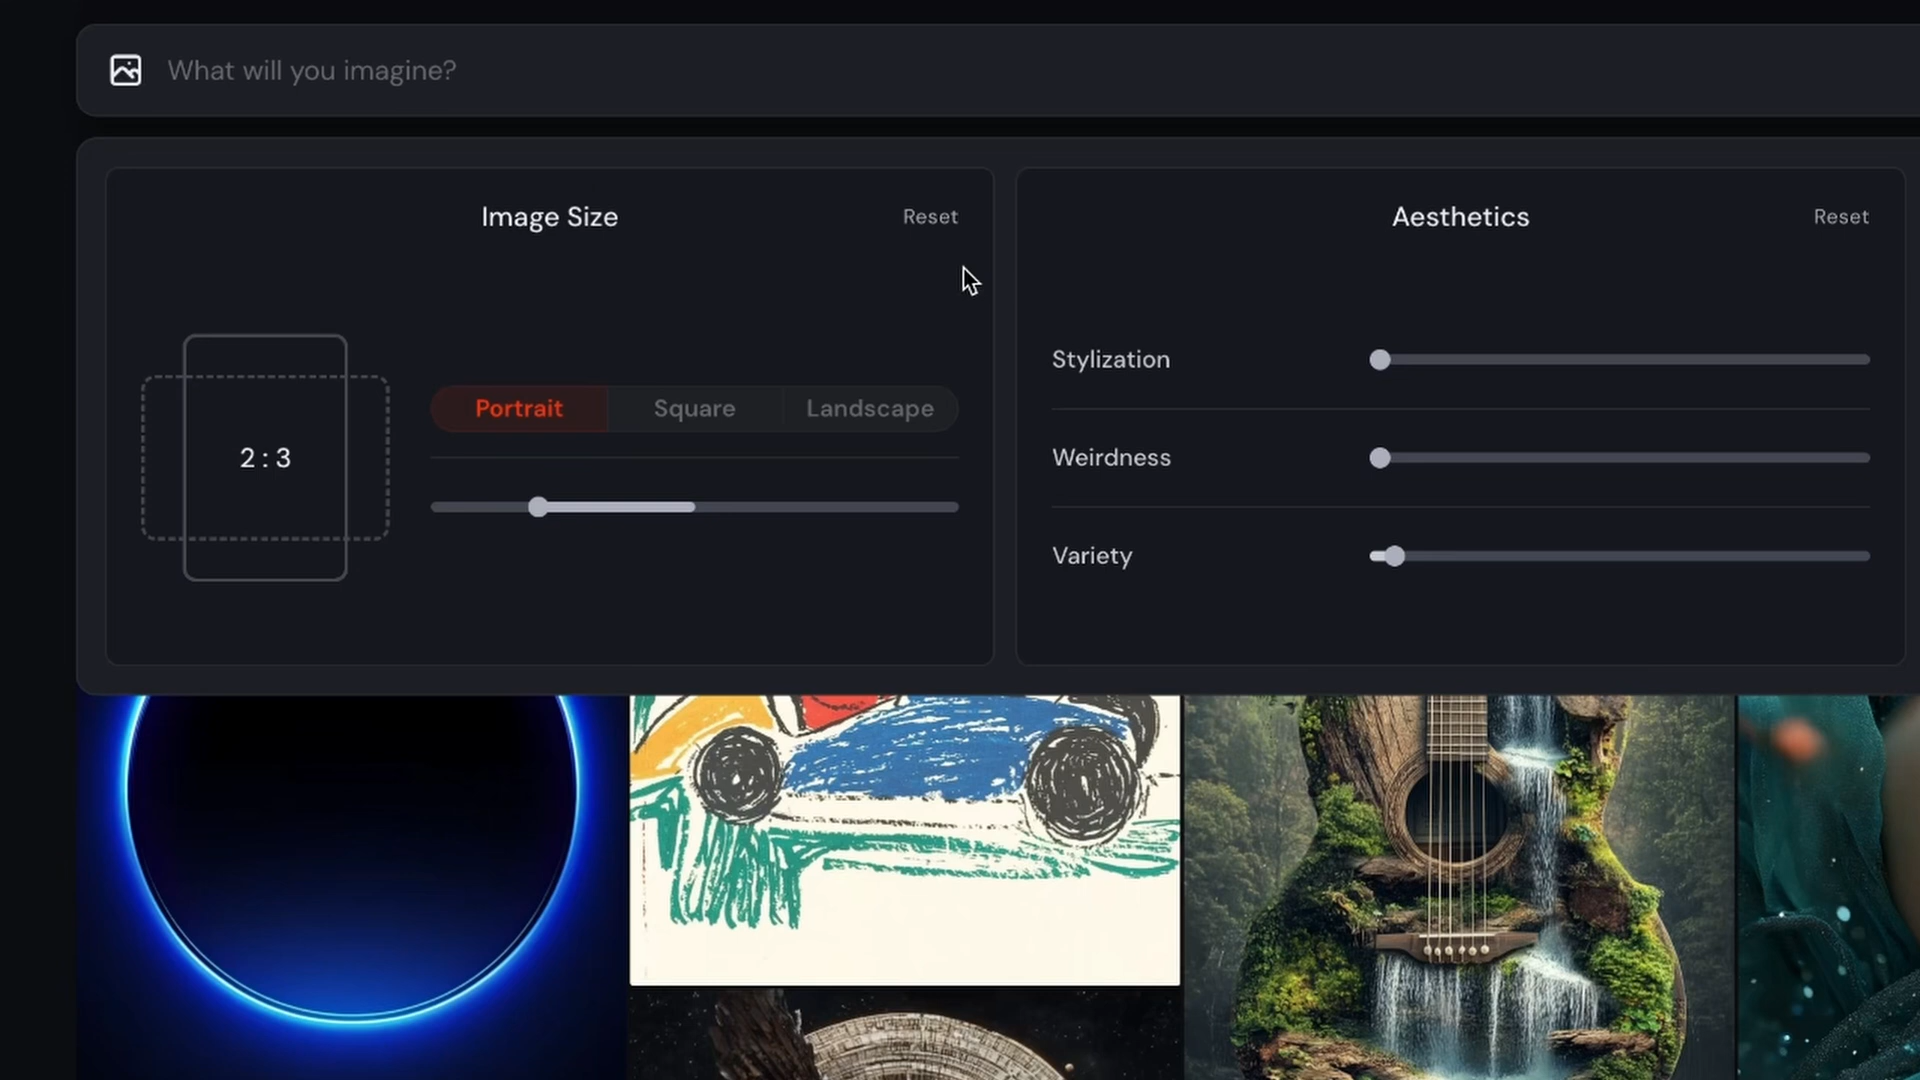 What will you imagine?
Image Size
Reset
2 : 3
Portrait
Square
Landscape
Aesthetics
Reset
Stylization
Weirdness
Variety